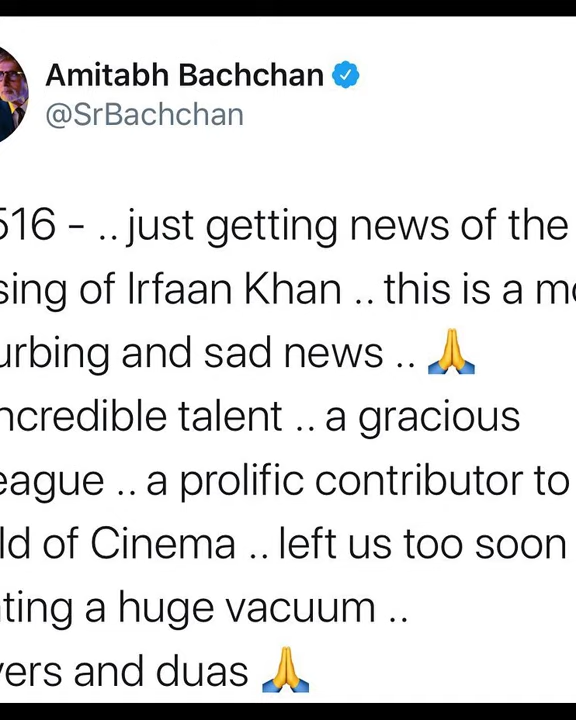 Amitabh Bachchan
@SrBachchan
516 - .. just getting news of the
sing of Irfaan Khan .. this is a mo
urbing and sad news .. 🙏
ncredible talent .. a gracious
eague .. a prolific contributor to
ld of Cinema .. left us too soon
ting a huge vacuum ..
yers and duas 🙏